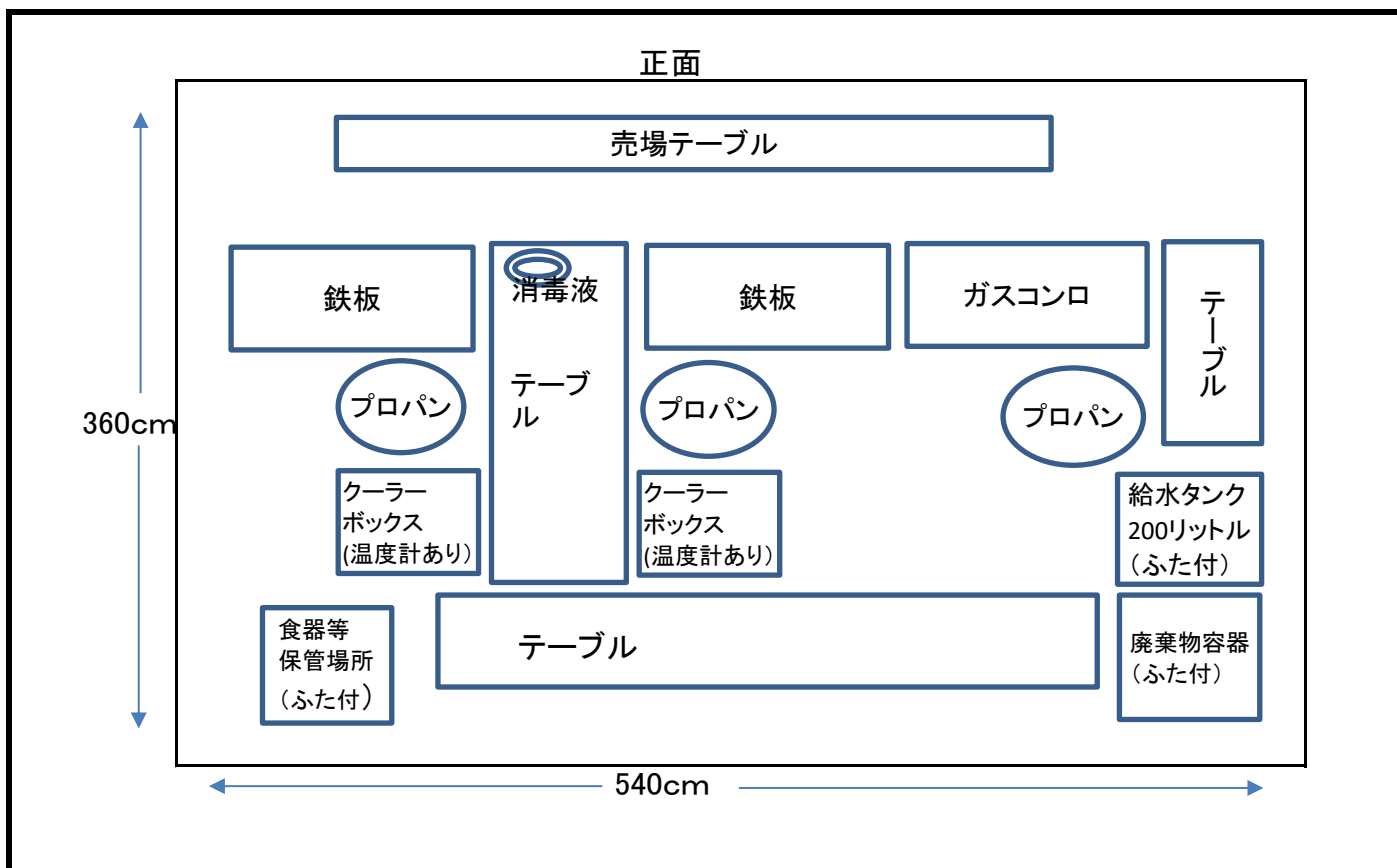 正面
売場テーブル
鉄板
消毒液
テーブ
ル
鉄板
ガスコンロ
テーブル
プロパン
プロパン
プロパン
360cm
クーラー
ボックス
(温度計あり)
クーラー
ボックス
(温度計あり)
給水タンク
200リットル
(ふた付)
食器等
保管場所
(ふた付)
テーブル
廃棄物容器
(ふた付)
540cm